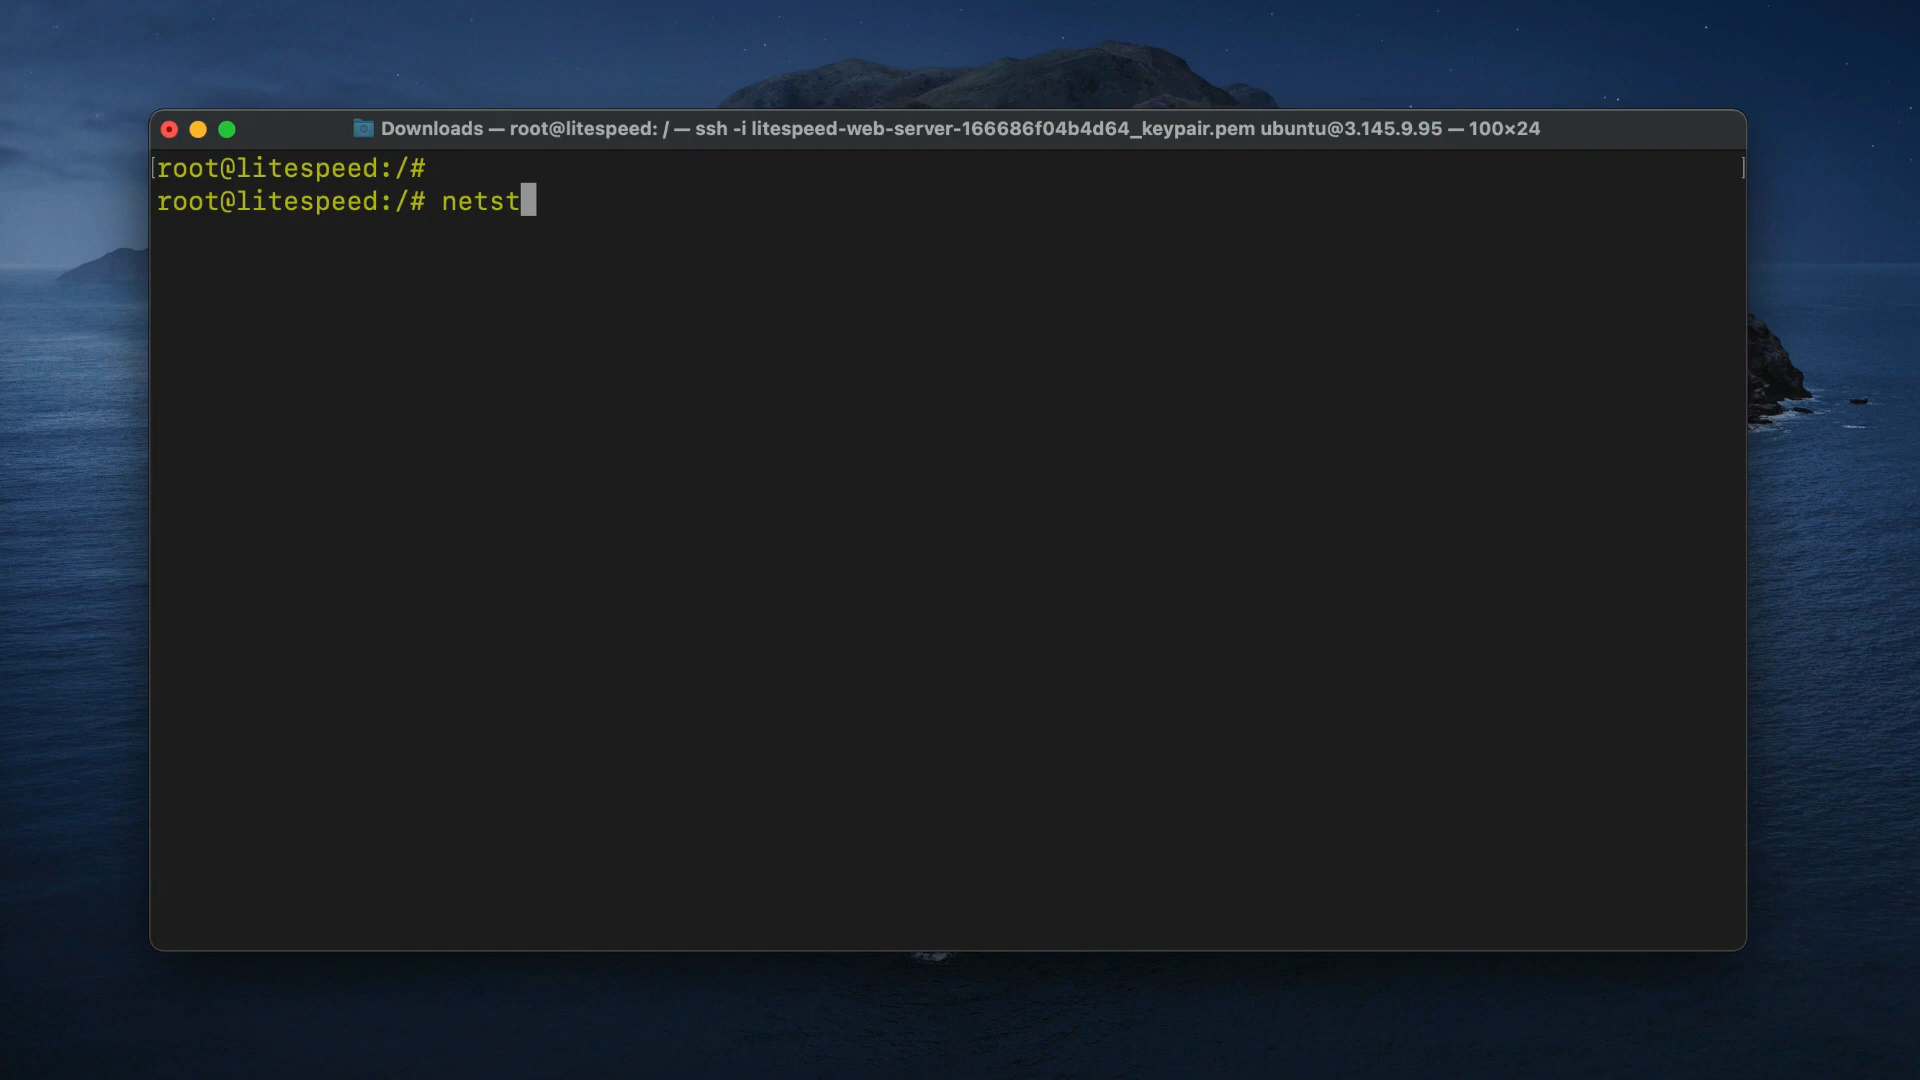 Downloads — root@litespeed: / — ssh -i litespeed-web-server-166686f04b4d64_keypair.pem ubuntu@3.145.9.95 — 100×24
[root@litespeed:/# ]
root@litespeed:/# netst